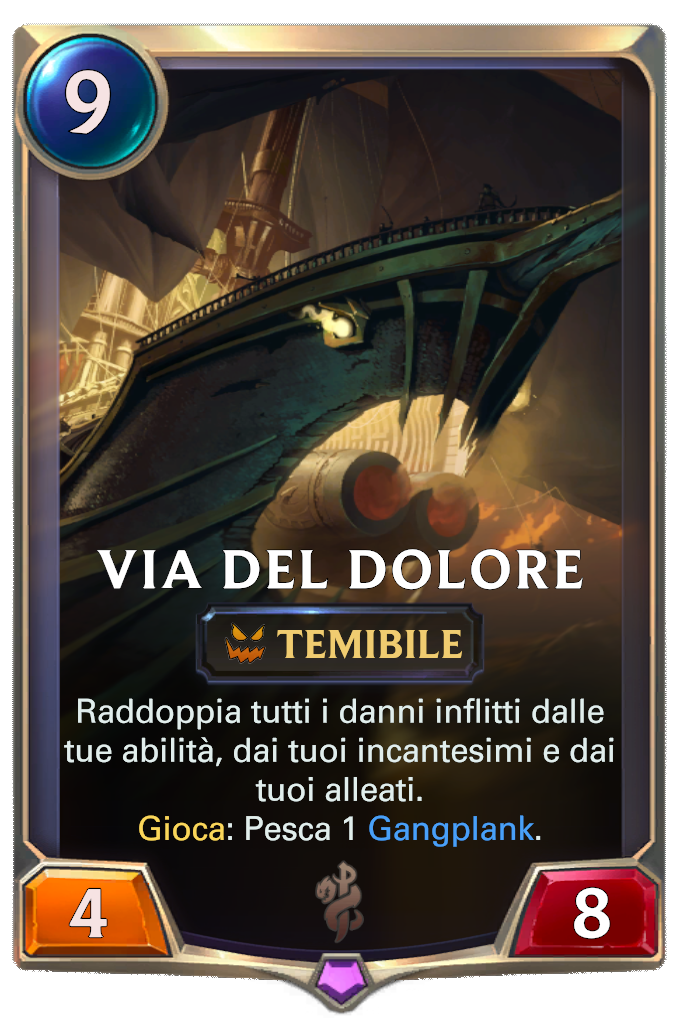 9
VIA DEL DOLORE
TEMIBILE
Raddoppia tutti i danni inflitti dalle
tue abilità, dai tuoi incantesimi e dai
tuoi alleati.
Gioca: Pesca 1 Gangplank.
4
8